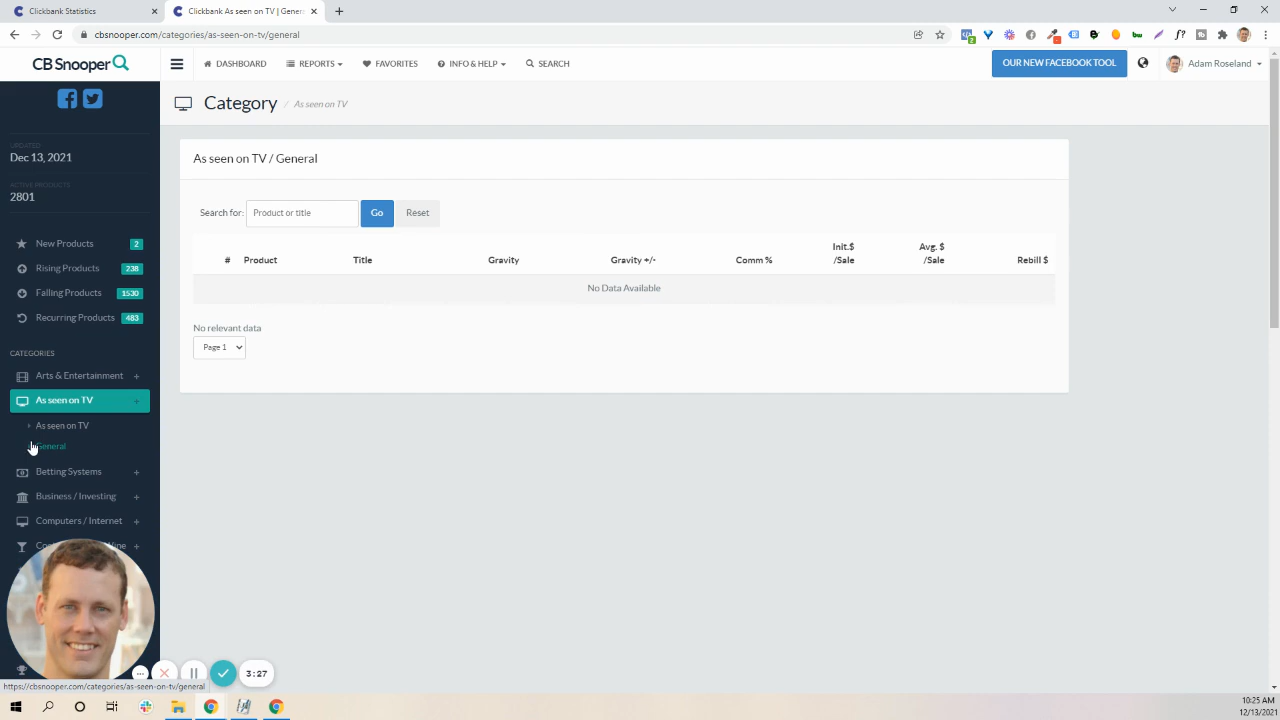 Clickbank Statistics
Clickbank IM | As seen on TV | Gener
cbsnooper.com/categories/as-seen-on-tv/general
CB Snooper
DASHBOARD
REPORTS
FAVORITES
INFO & HELP
SEARCH
OUR NEW FACEBOOK TOOL
Adam Roseland
Category / As seen on TV
UPDATED:
Dec 13, 2021
ACTIVE PRODUCTS:
2801
New Products 2
Rising Products 238
Falling Products 1530
Recurring Products 483
CATEGORIES
Arts & Entertainment +
As seen on TV +
As seen on TV
General
Betting Systems +
Business / Investing +
Computers / Internet +
As seen on TV / General
Search for: Product or title Go Reset
# Product Title Gravity Gravity +/- Comm % Init.$ /Sale Avg. $ /Sale Rebill $
No Data Available
No relevant data
Page 1
3:27
https://cbsnooper.com/categories/as-seen-on-tv/general
10:25 AM
12/13/2021